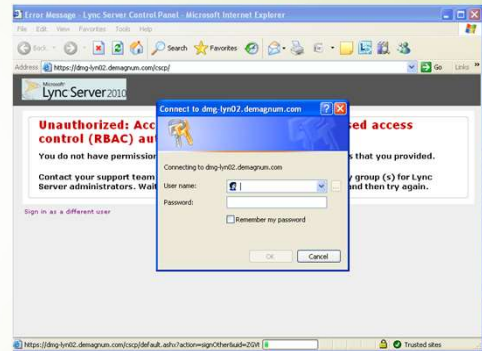 Error Message - Lync Server Control Panel - Microsoft Internet Explorer
File Edit View Favorites Tools Help
Back Search Favorites
Address https://dmg-lyn02.demagnum.com/cscp/ Go Links
Microsoft
Lync Server 2010
Connect to dmg-lyn02.demagnum.com
Unauthorized: Acc sed access
control (RBAC) au
You do not have permission s that you provided.
Connecting to dmg-lyn02.demagnum.com
Contact your support team y group (s) for Lync
Server administrators. Wait and then try again.
User name:
Password:
Sign in as a different user
Remember my password
OK Cancel
https://dmg-lyn02.demagnum.com/cscp/default.ashx?action=signOther&uid=ZGVt Trusted sites